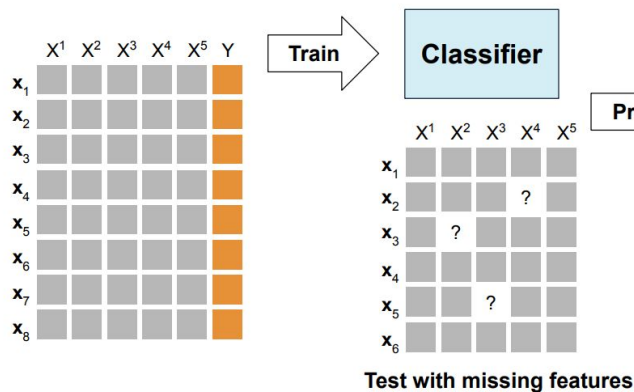 X¹ X² X³ X⁴ X⁵ Y
x₁
x₂
x₃
x₄
x₅
x₆
x₇
x₈
Train
Classifier
Pr
X¹ X² X³ X⁴ X⁵
x₁
x₂ ?
x₃ ?
x₄
x₅ ?
x₆
Test with missing features